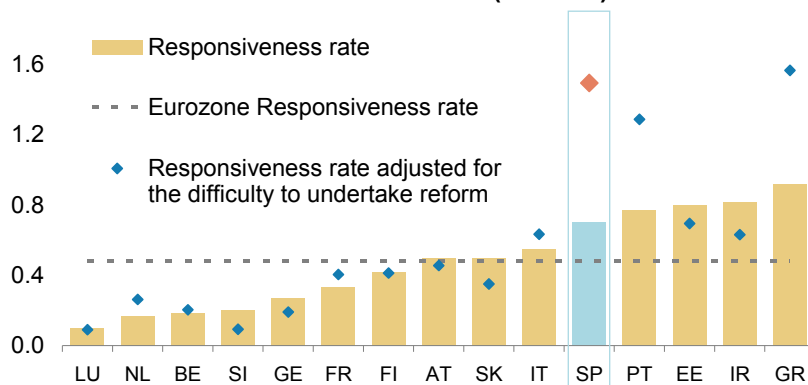 1.6
Responsiveness rate
Eurozone Responsiveness rate
1.2
Responsiveness rate adjusted for
the difficulty to undertake reform
0.8
0.4
0.0
LU NL BE SI GE FR FI AT SK IT SP PT EE IR GR